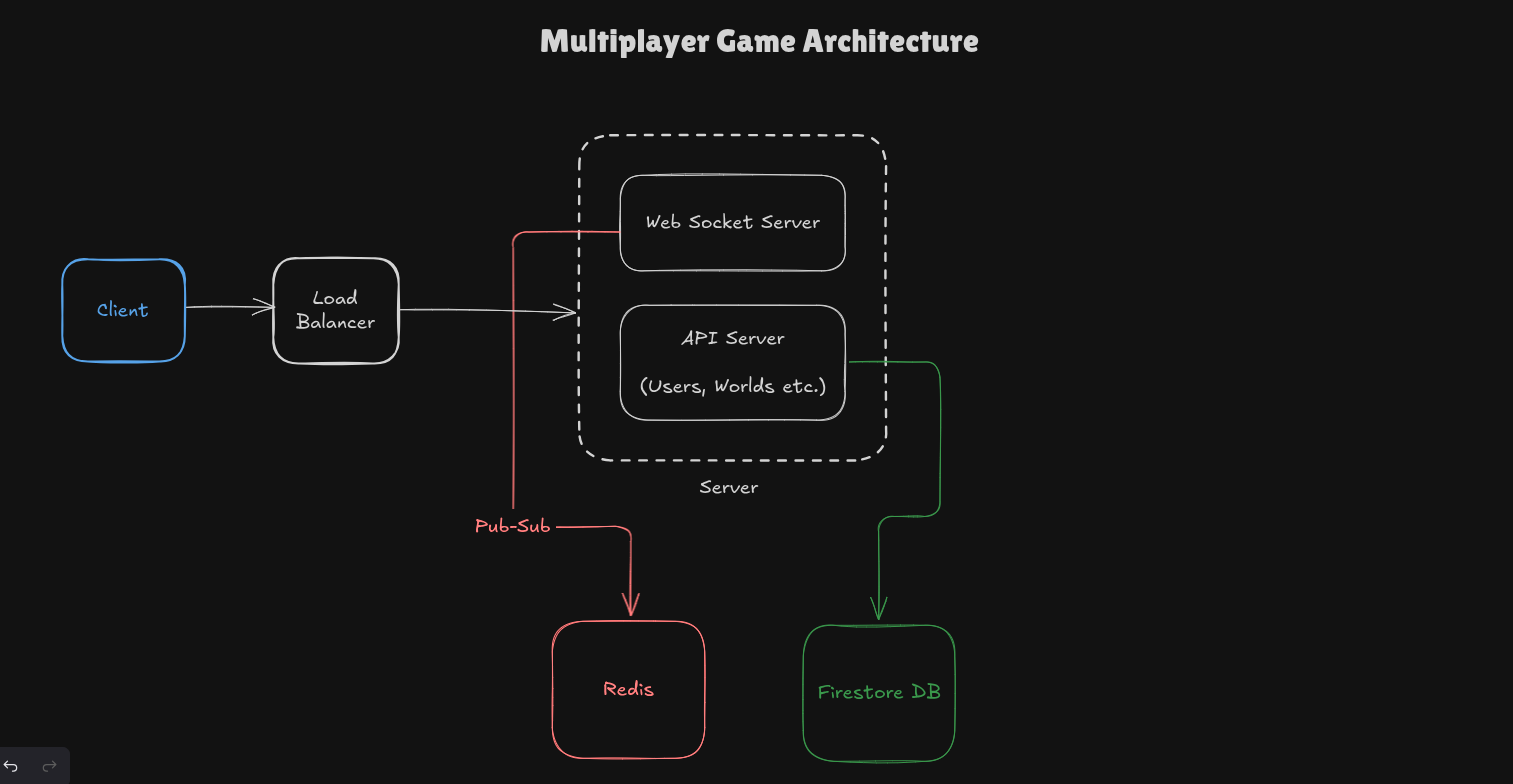 Multiplayer Game Architecture
Web Socket Server
Client
Load
Balancer
API Server
(Users, Worlds etc.)
Server
Pub-Sub
Redis
Firestore DB